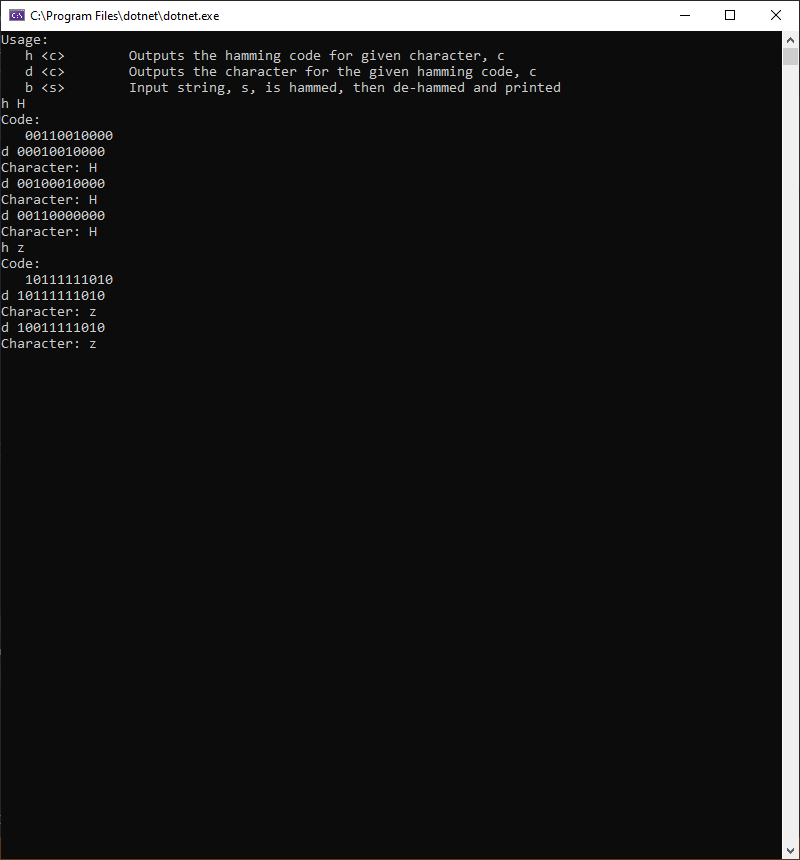 C:\Program Files\dotnet\dotnet.exe
Usage:
   h <c>        Outputs the hamming code for given character, c
   d <c>        Outputs the character for the given hamming code, c
   b <s>        Input string, s, is hammed, then de-hammed and printed
h H
Code:
   00110010000
d 00010010000
Character: H
d 00100010000
Character: H
d 00110000000
Character: H
h z
Code:
   10111111010
d 10111111010
Character: z
d 10011111010
Character: z